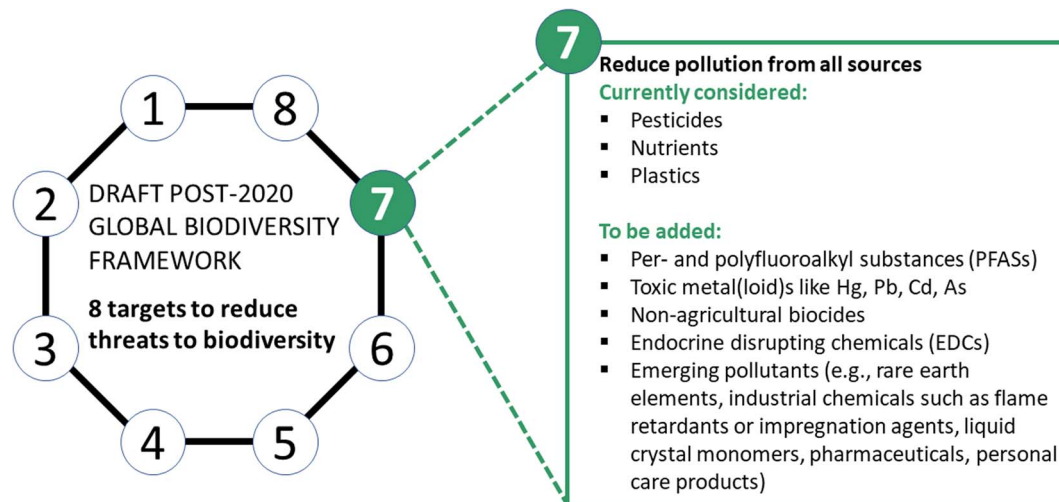 1
8
2
DRAFT POST-2020
GLOBAL BIODIVERSITY
FRAMEWORK
8 targets to reduce
threats to biodiversity
7
3
6
4
5
7
Reduce pollution from all sources
Currently considered:
▪ Pesticides
▪ Nutrients
▪ Plastics
To be added:
▪ Per- and polyfluoroalkyl substances (PFASs)
▪ Toxic metal(loid)s like Hg, Pb, Cd, As
▪ Non-agricultural biocides
▪ Endocrine disrupting chemicals (EDCs)
▪ Emerging pollutants (e.g., rare earth
elements, industrial chemicals such as flame
retardants or impregnation agents, liquid
crystal monomers, pharmaceuticals, personal
care products)